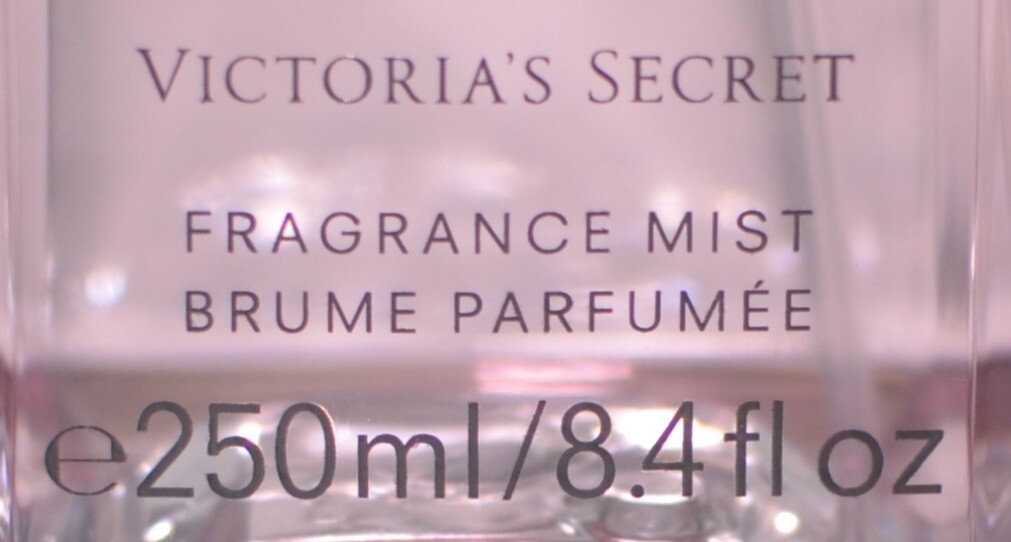 VICTORIA'S SECRET
FRAGRANCE MIST
BRUME PARFUMÉE
℮250ml/8.4 fl oz